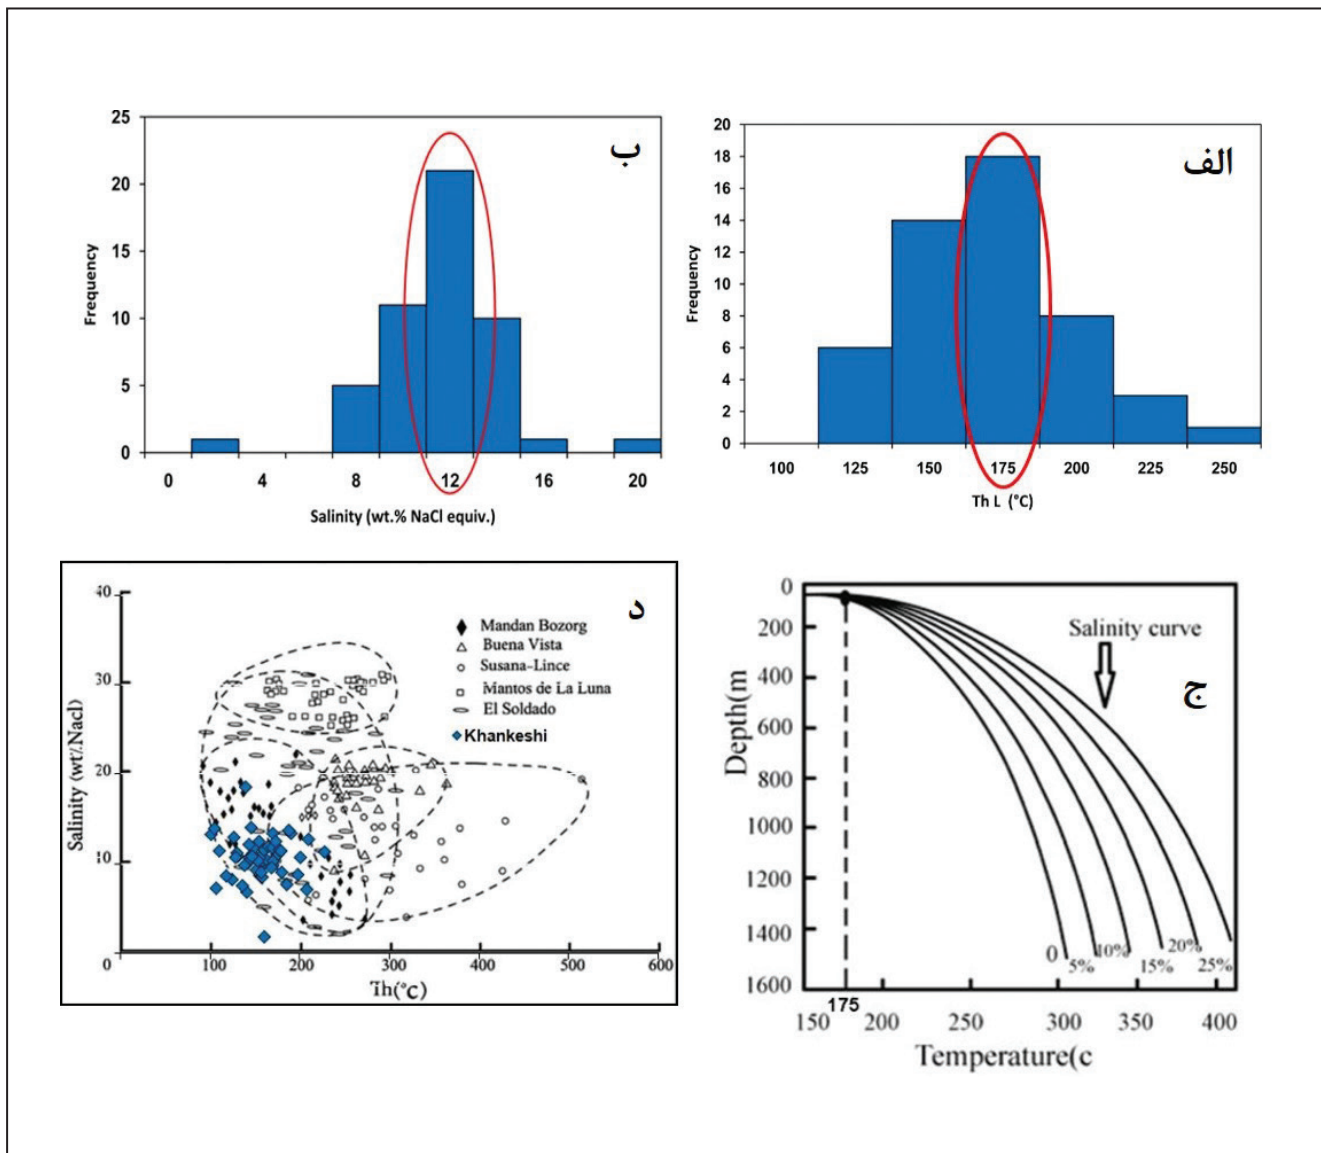 ب
25
20
15
10
5
0
Frequency
0 4 8 12 16 20
Salinity (wt.% NaCl equiv.)
الف
20
18
16
14
12
10
8
6
4
2
0
Frequency
100 125 150 175 200 225 250
Th L (°C)
د
40
30
20
10
0
Salinity (wt.٪Nacl)
Mandan Bozorg
Buena Vista
Susana-Lince
Mantos de La Luna
El Soldado
Khankeshi
100 200 300 400 500 600
Th(°c)
ج
0
200
400
600
800
1000
1200
1400
1600
Depth(m
Salinity curve
0 5% 10% 15% 20% 25%
150 175 200 250 300 350 400
Temperature(c